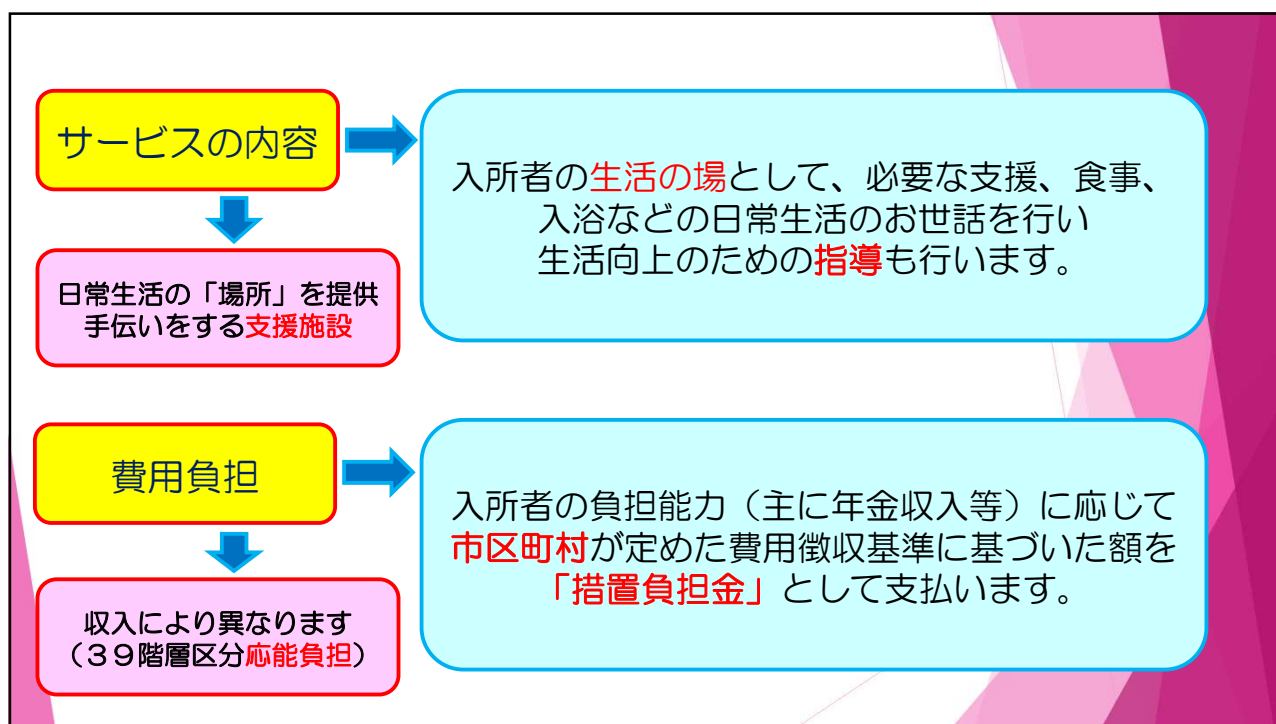 サービスの内容
入所者の生活の場として、必要な支援、食事、
入浴などの日常生活のお世話を行い
生活向上のための指導も行います。
日常生活の「場所」を提供
手伝いをする支援施設
費用負担
入所者の負担能力（主に年金収入等）に応じて
市区町村が定めた費用徴収基準に基づいた額を
「措置負担金」として支払います。
収入により異なります
（３９階層区分応能負担）